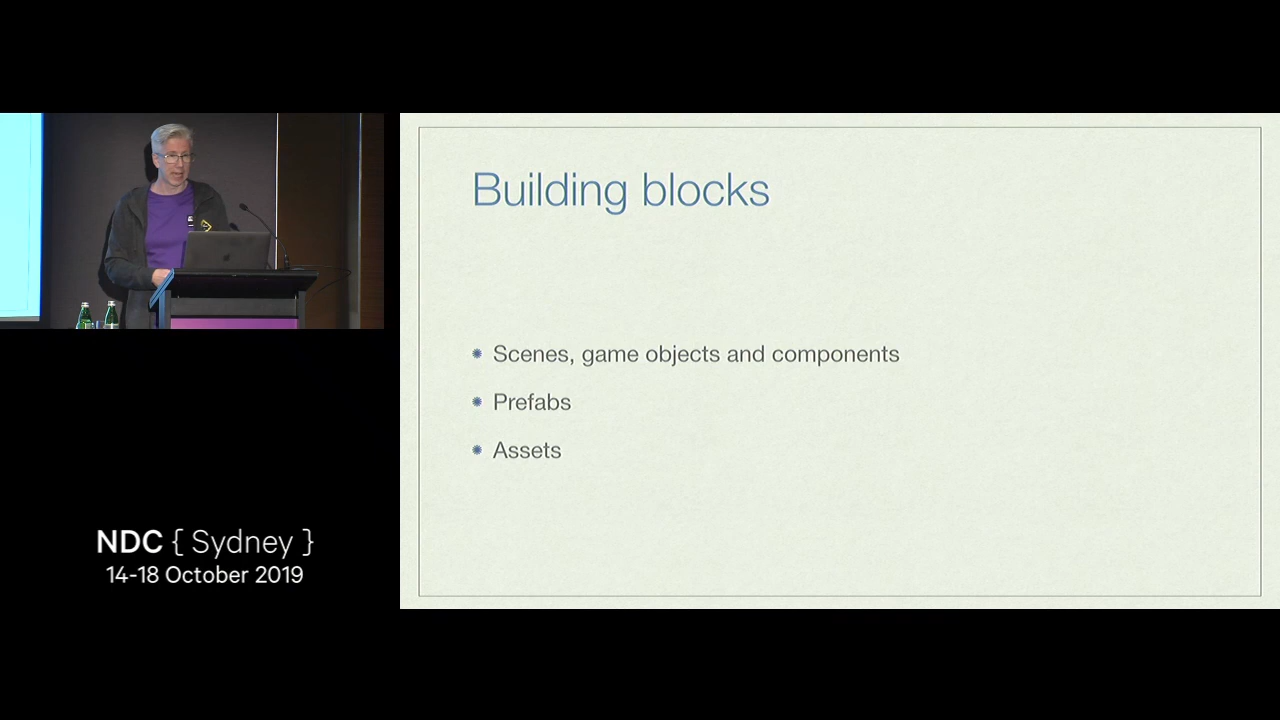 Building blocks
Scenes, game objects and components
Prefabs
Assets
NDC { Sydney }
14-18 October 2019